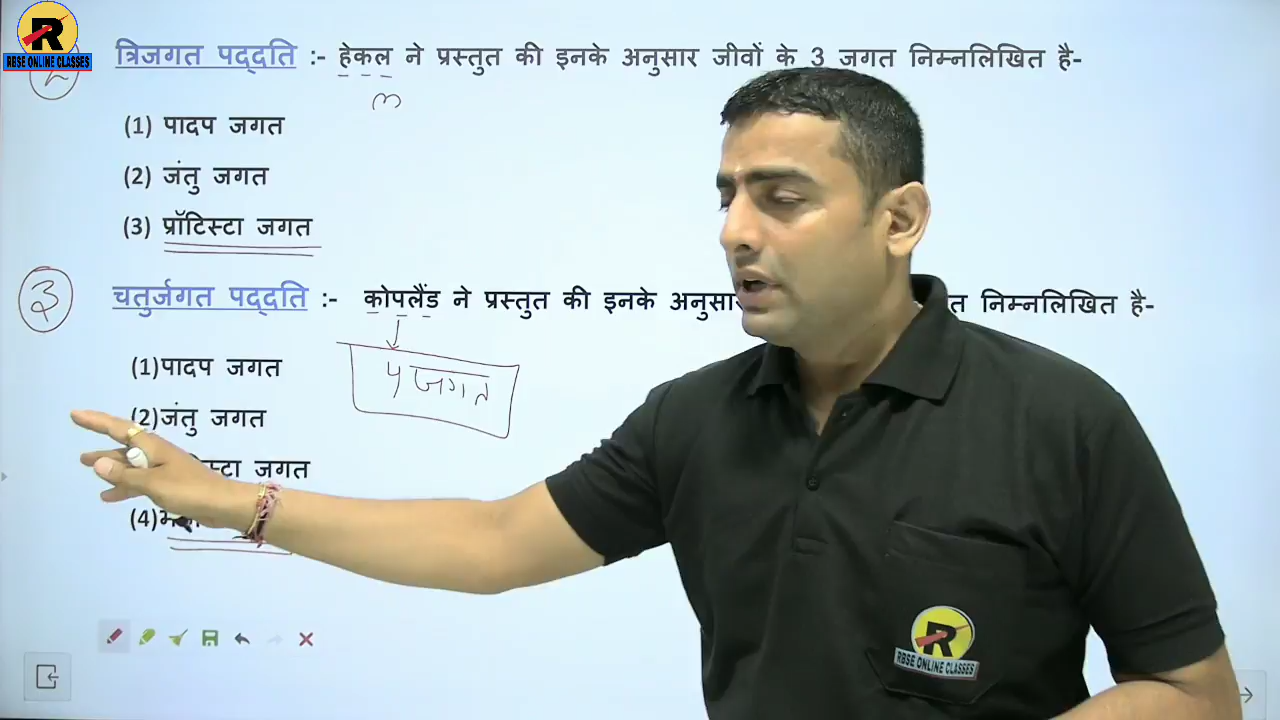 R
RBSE ONLINE CLASSES
त्रिजगत पद्दति :- हेकल ने प्रस्तुत की इनके अनुसार जीवों के 3 जगत निम्नलिखित है-
(1) पादप जगत
(2) जंतु जगत
(3) प्रॉटिस्टा जगत
३
चतुर्जगत पद्दति :- कोपलैंड ने प्रस्तुत की इनके निम्नलिखित है-
4 जगत
(1)पादप जगत
(2)जंतु जगत
जगत
(4)
R
RBSE ONLINE CLASSES